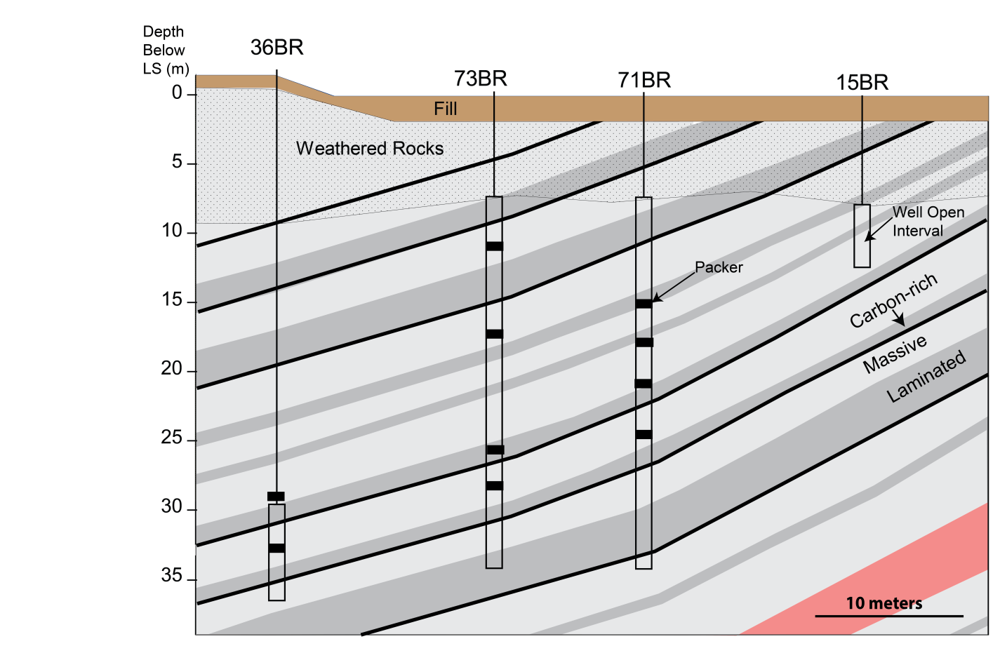 Depth
Below
LS (m)
36BR
73BR
71BR
15BR
0
5
10
15
20
25
30
35
Fill
Weathered Rocks
Well Open
Interval
Packer
Carbon-rich
Massive
Laminated
10 meters